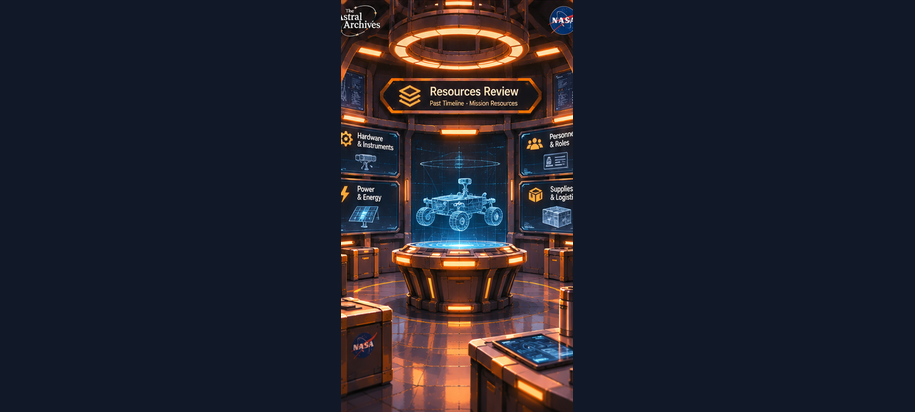 The
Astral
Archives
NASA
Resources Review
Past Timeline - Mission Resources
Hardware
& Instruments
Power
& Energy
Personne
& Roles
Supplies
& Logisti
NASA